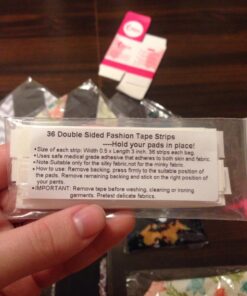 36 Double Sided Fashion Tape Strips
----Hold your pads in place!
•Size of each strip: Width 0.5 x Length 3 inch. 36 strips each bag.
•Uses safe medical grade adhesive that adheres to both skin and fabric.
•Note:Suitable only for the silky fabric,not for the minky fabric.
•How to use: Remove backing, press firmly to the suitable position of
the pads. Remove remaining backing and stick on the right position of
your pants.
•IMPORTANT: Remove tape before washing, cleaning or ironing
garments. Pretest delicate fabrics.